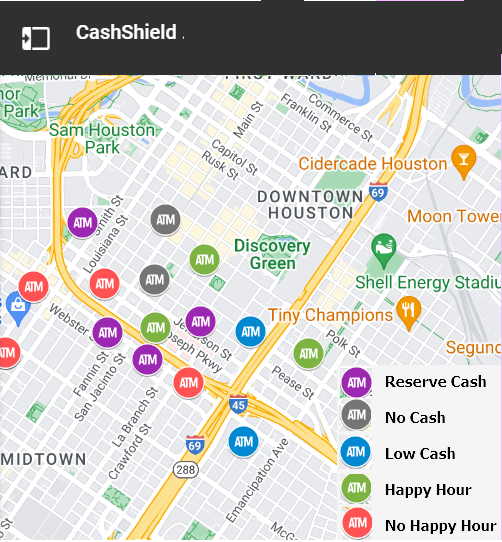 CashShield .
FIRST WARD
Memorial Dr
Park
Sam Houston
Park
Main St
Franklin St
Commerce St
Capitol St
Rusk St
Cidercade Houston
ARD
DOWNTOWN
HOUSTON
69
Moon Tower
Smith St
Louisiana St
ATM
ATM
Discovery
Green
ATM
Shell Energy Stadiu
ATM
ATM
ATM
Webster St
Jefferson St
Tiny Champions
ATM
ATM
ATM
ATM
St Joseph Pkwy
Polk St
Segund
ATM
ATM
ATM
Fannin St
San Jacinto St
Pease St
ATM
La Branch St
Crawford St
45
69
288
MIDTOWN
ATM
Emancipation Ave
McG
ATM Reserve Cash
ATM No Cash
ATM Low Cash
ATM Happy Hour
ATM No Happy Hour